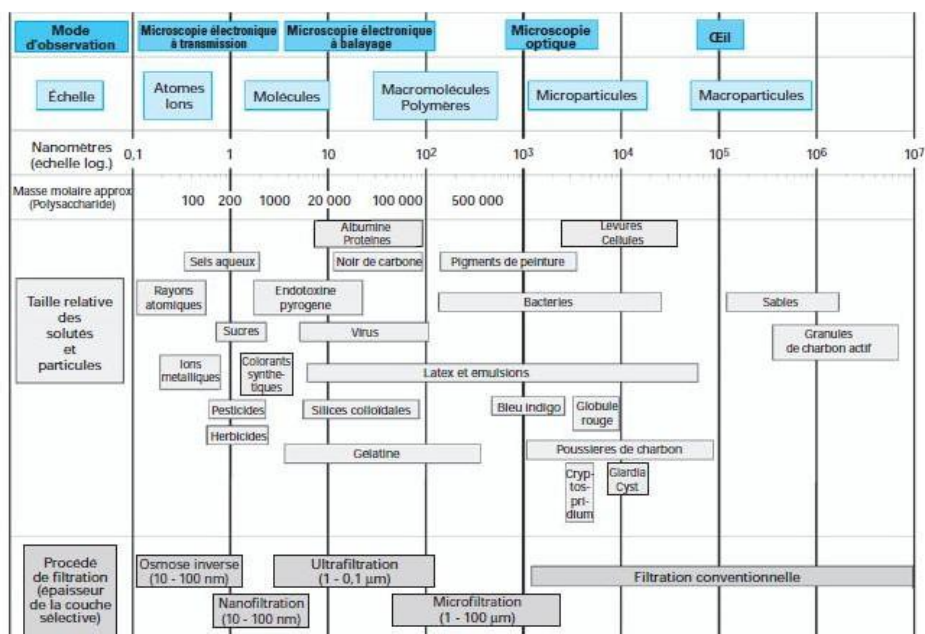 Mode
d'observation
Microscopie électronique
à transmission
Microscopie électronique
à balayage
Microscopie
optique
Œil
Échelle
Atomes
Ions
Molécules
Macromolécules
Polymères
Microparticules
Macroparticules
Nanomètres
(échelle log.)
0,1
1
10
10²
10³
10⁴
10⁵
10⁶
10⁷
Masse molaire approx
(Polysaccharide)
100
200
1000
20 000
100 000
500 000
Taille relative
des
solutés
et
particules
Albumine
Proteines
Levures
Cellules
Sels aqueux
Noir de carbone
Pigments de peinture
Rayons
atomiques
Endotoxine
pyrogene
Bacteries
Sables
Sucres
Virus
Granules
de charbon actif
Ions
metalliques
Colorants
synthe-
tiques
Latex et emulsions
Pesticides
Silices colloïdales
Bleu indigo
Globule
rouge
Herbicides
Gelatine
Poussieres de charbon
Cryp-
tos-
pri-
dium
Giardia
Cyst
Procédé
de filtration
(épaisseur
de la couche
sélective)
Osmose inverse
(10 - 100 nm)
Ultrafiltration
(1 - 0,1 µm)
Filtration conventionnelle
Nanofiltration
(10 - 100 nm)
Microfiltration
(1 - 100 µm)